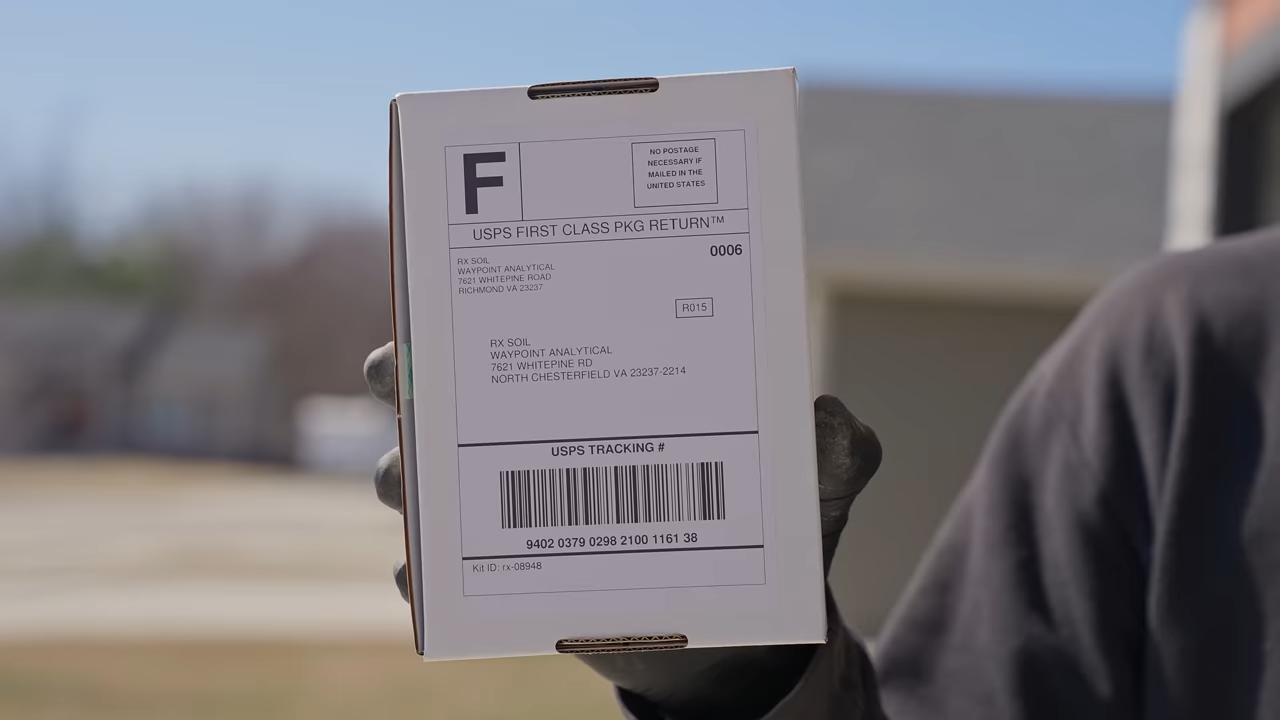 F
NO POSTAGE
NECESSARY IF
MAILED IN THE
UNITED STATES
USPS FIRST CLASS PKG RETURN™
RX SOIL
WAYPOINT ANALYTICAL
7621 WHITEPINE ROAD
RICHMOND VA 23237
0006
R015
RX SOIL
WAYPOINT ANALYTICAL
7621 WHITEPINE RD
NORTH CHESTERFIELD VA 23237-2214
USPS TRACKING #
9402 0379 0298 2100 1161 38
Kit ID: rx-08948